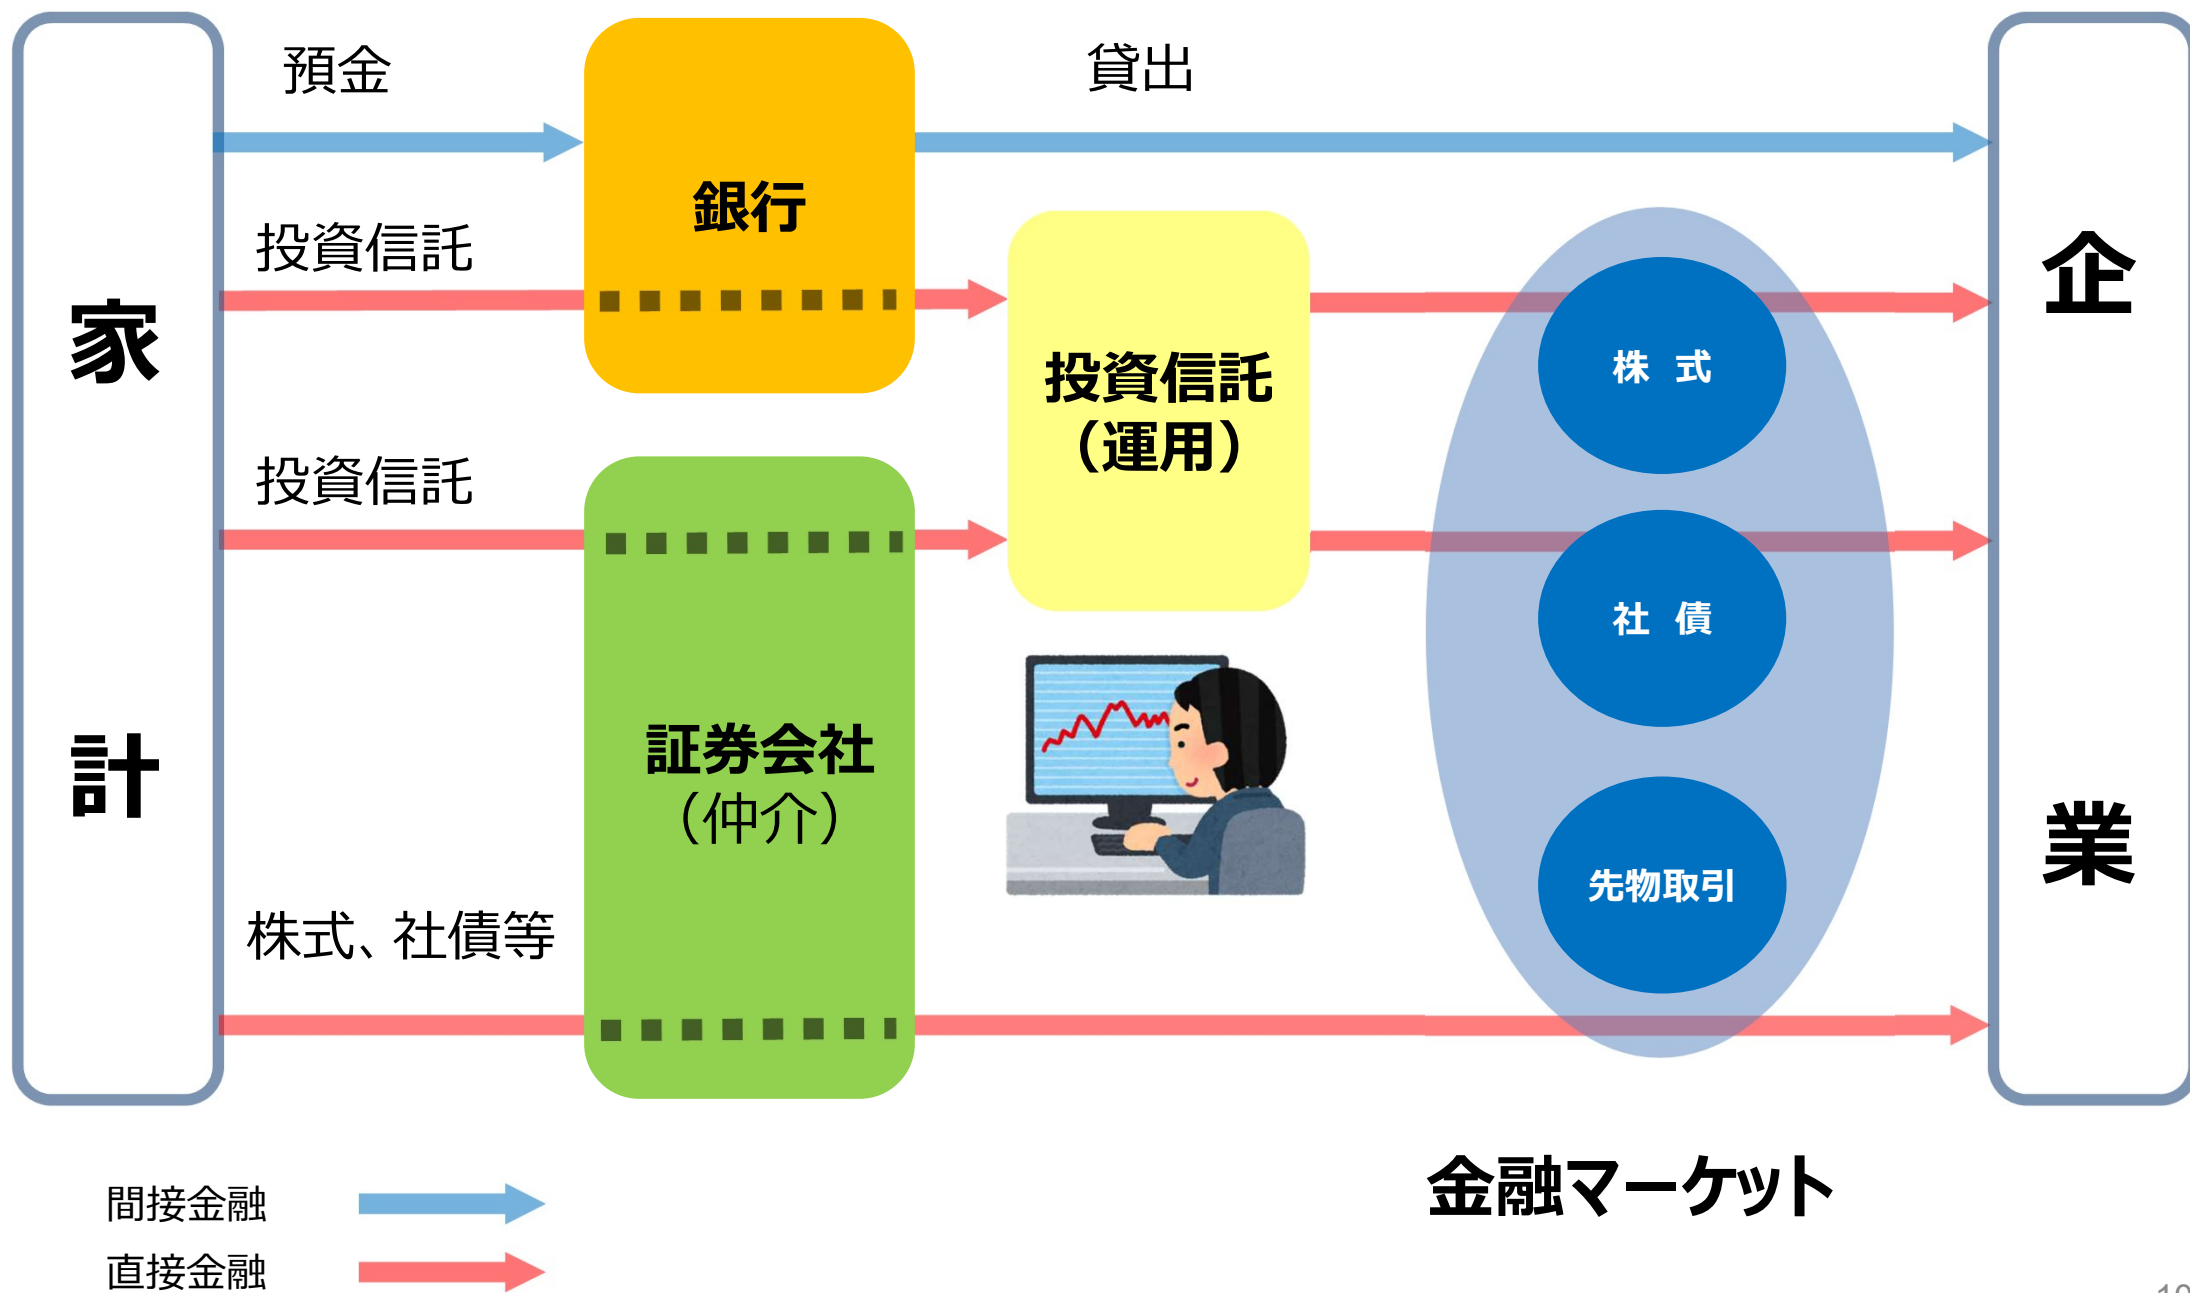 預金
貸出
銀行
投資信託
家計
企業
投資信託
(運用)
株 式
投資信託
社 債
証券会社
(仲介)
先物取引
株式、社債等
金融マーケット
間接金融
直接金融